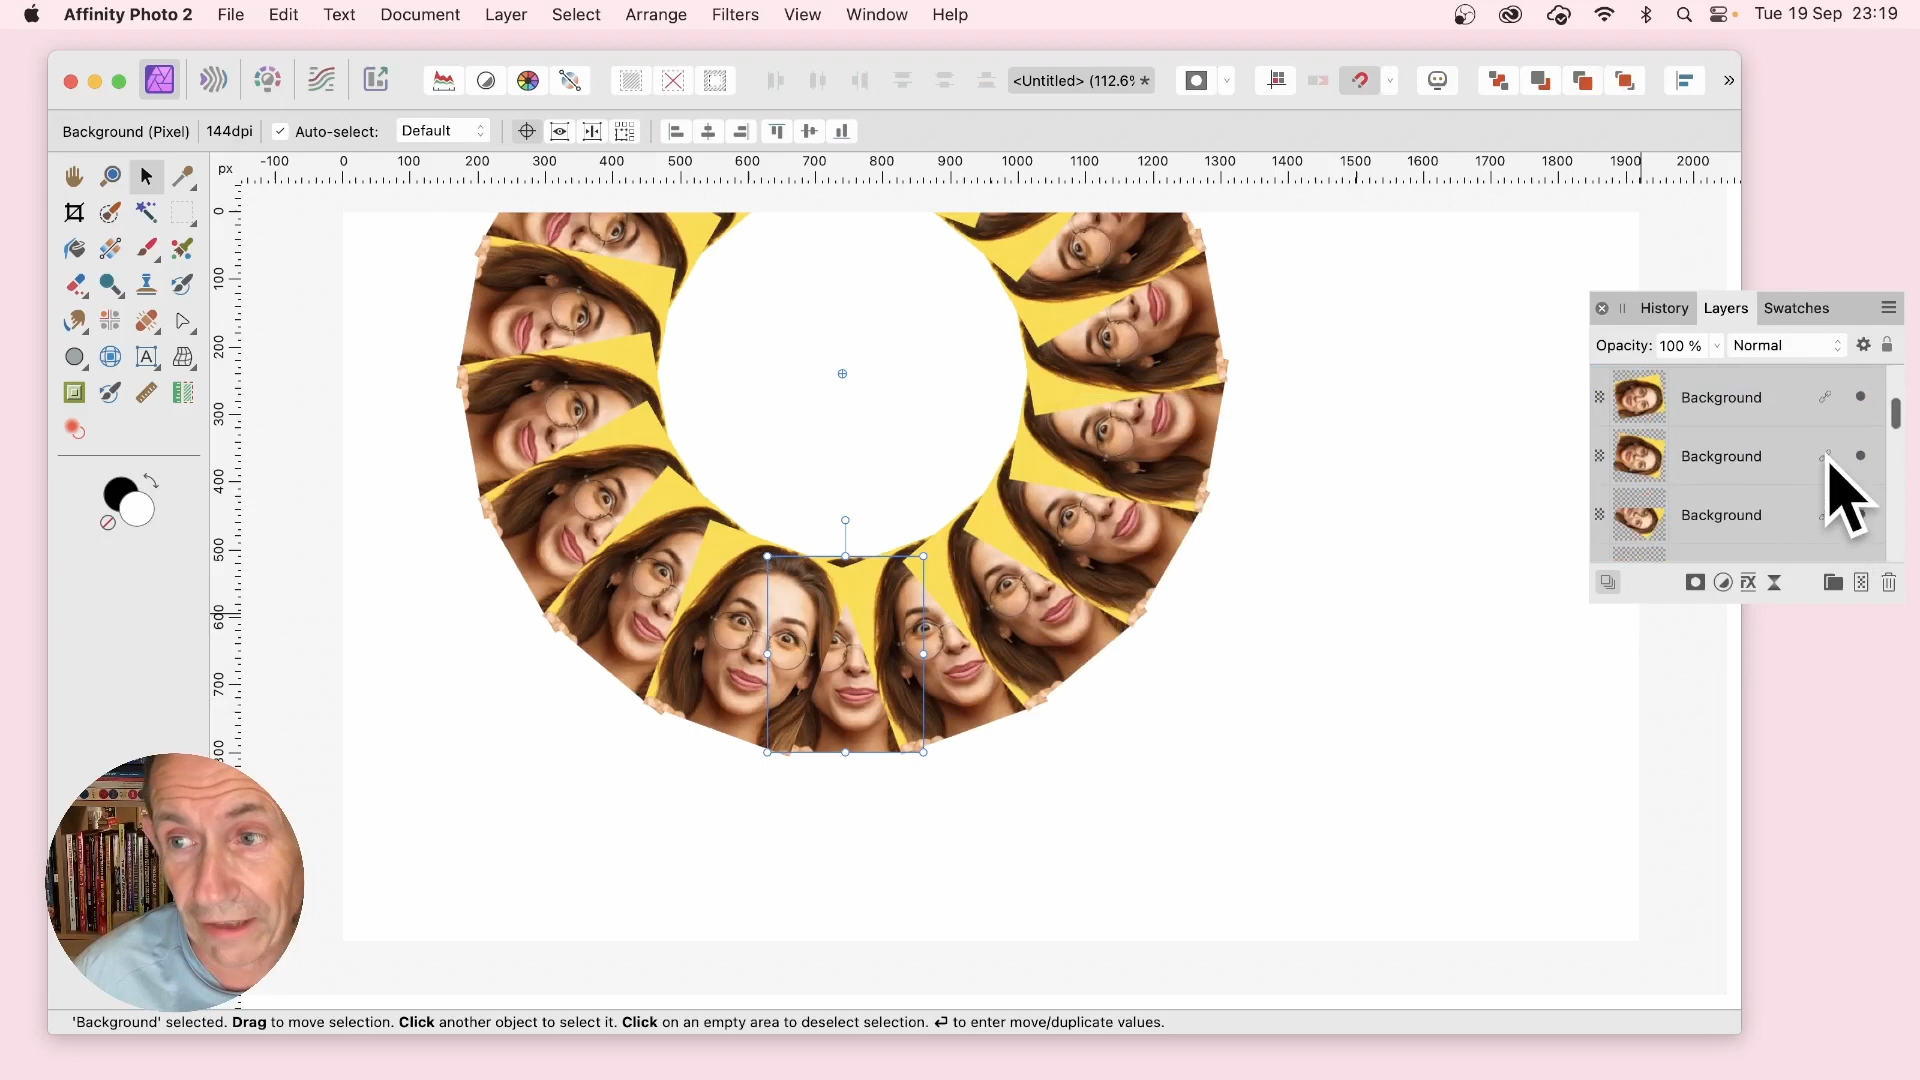 Affinity Photo 2 File Edit Text Document Layer Select Arrange Filters View Window Help Tue 19 Sep 23:19
<Untitled> (112.6% *
Background (Pixel) 144dpi Auto-select: Default
px -100 0 100 200 300 400 500 600 700 800 900 1000 1100 1200 1300 1400 1500 1600 1700 1800 1900 2000
0
100
200
300
400
500
600
700
800
History Layers Swatches
Opacity: 100 % Normal
Background
Background
Background
'Background' selected. Drag to move selection. Click another object to select it. Click on an empty area to deselect selection. ↵ to enter move/duplicate values.